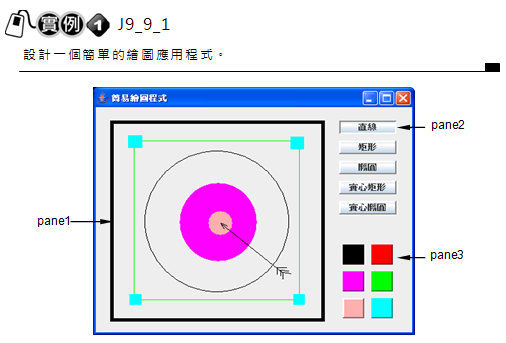 實例 1 J9_9_1
設計一個簡單的繪圖應用程式。
簡易繪圖程式
直線
pane2
矩形
橢圓
實心矩形
實心橢圓
pane1
pane3